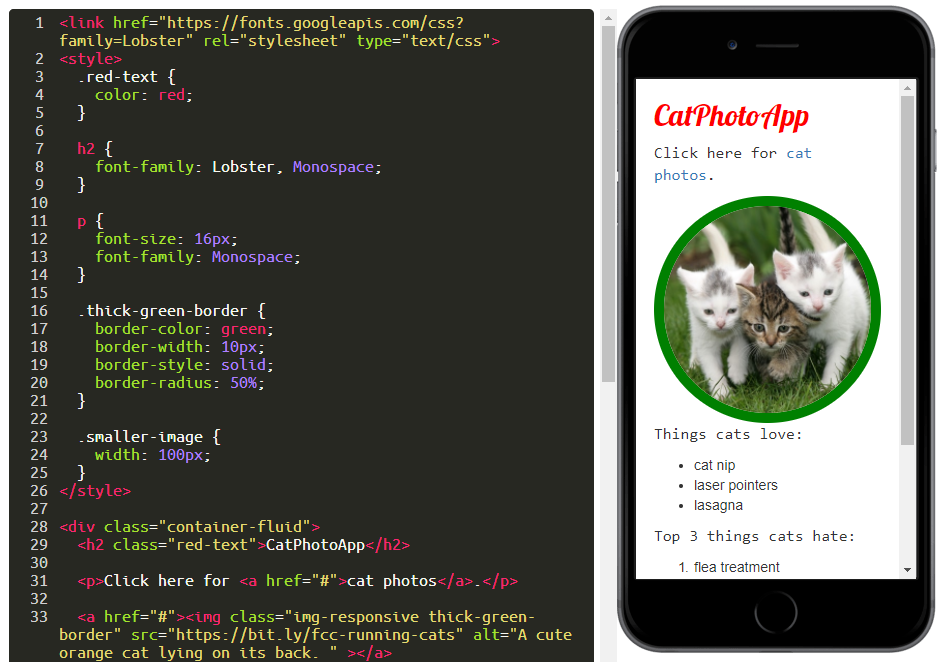 1 <link href="https://fonts.googleapis.com/css?
family=Lobster" rel="stylesheet" type="text/css">
2 <style>
3   .red-text {
4     color: red;
5   }
6
7   h2 {
8     font-family: Lobster, Monospace;
9   }
10
11   p {
12     font-size: 16px;
13     font-family: Monospace;
14   }
15
16   .thick-green-border {
17     border-color: green;
18     border-width: 10px;
19     border-style: solid;
20     border-radius: 50%;
21   }
22
23   .smaller-image {
24     width: 100px;
25   }
26 </style>
27
28 <div class="container-fluid">
29   <h2 class="red-text">CatPhotoApp</h2>
30
31   <p>Click here for <a href="#">cat photos</a>.</p>
32
33   <a href="#"><img class="img-responsive thick-green-
border" src="https://bit.ly/fcc-running-cats" alt="A cute
orange cat lying on its back. " ></a>
CatPhotoApp
Click here for cat
photos.
Things cats love:
• cat nip
• laser pointers
• lasagna
Top 3 things cats hate:
1. flea treatment